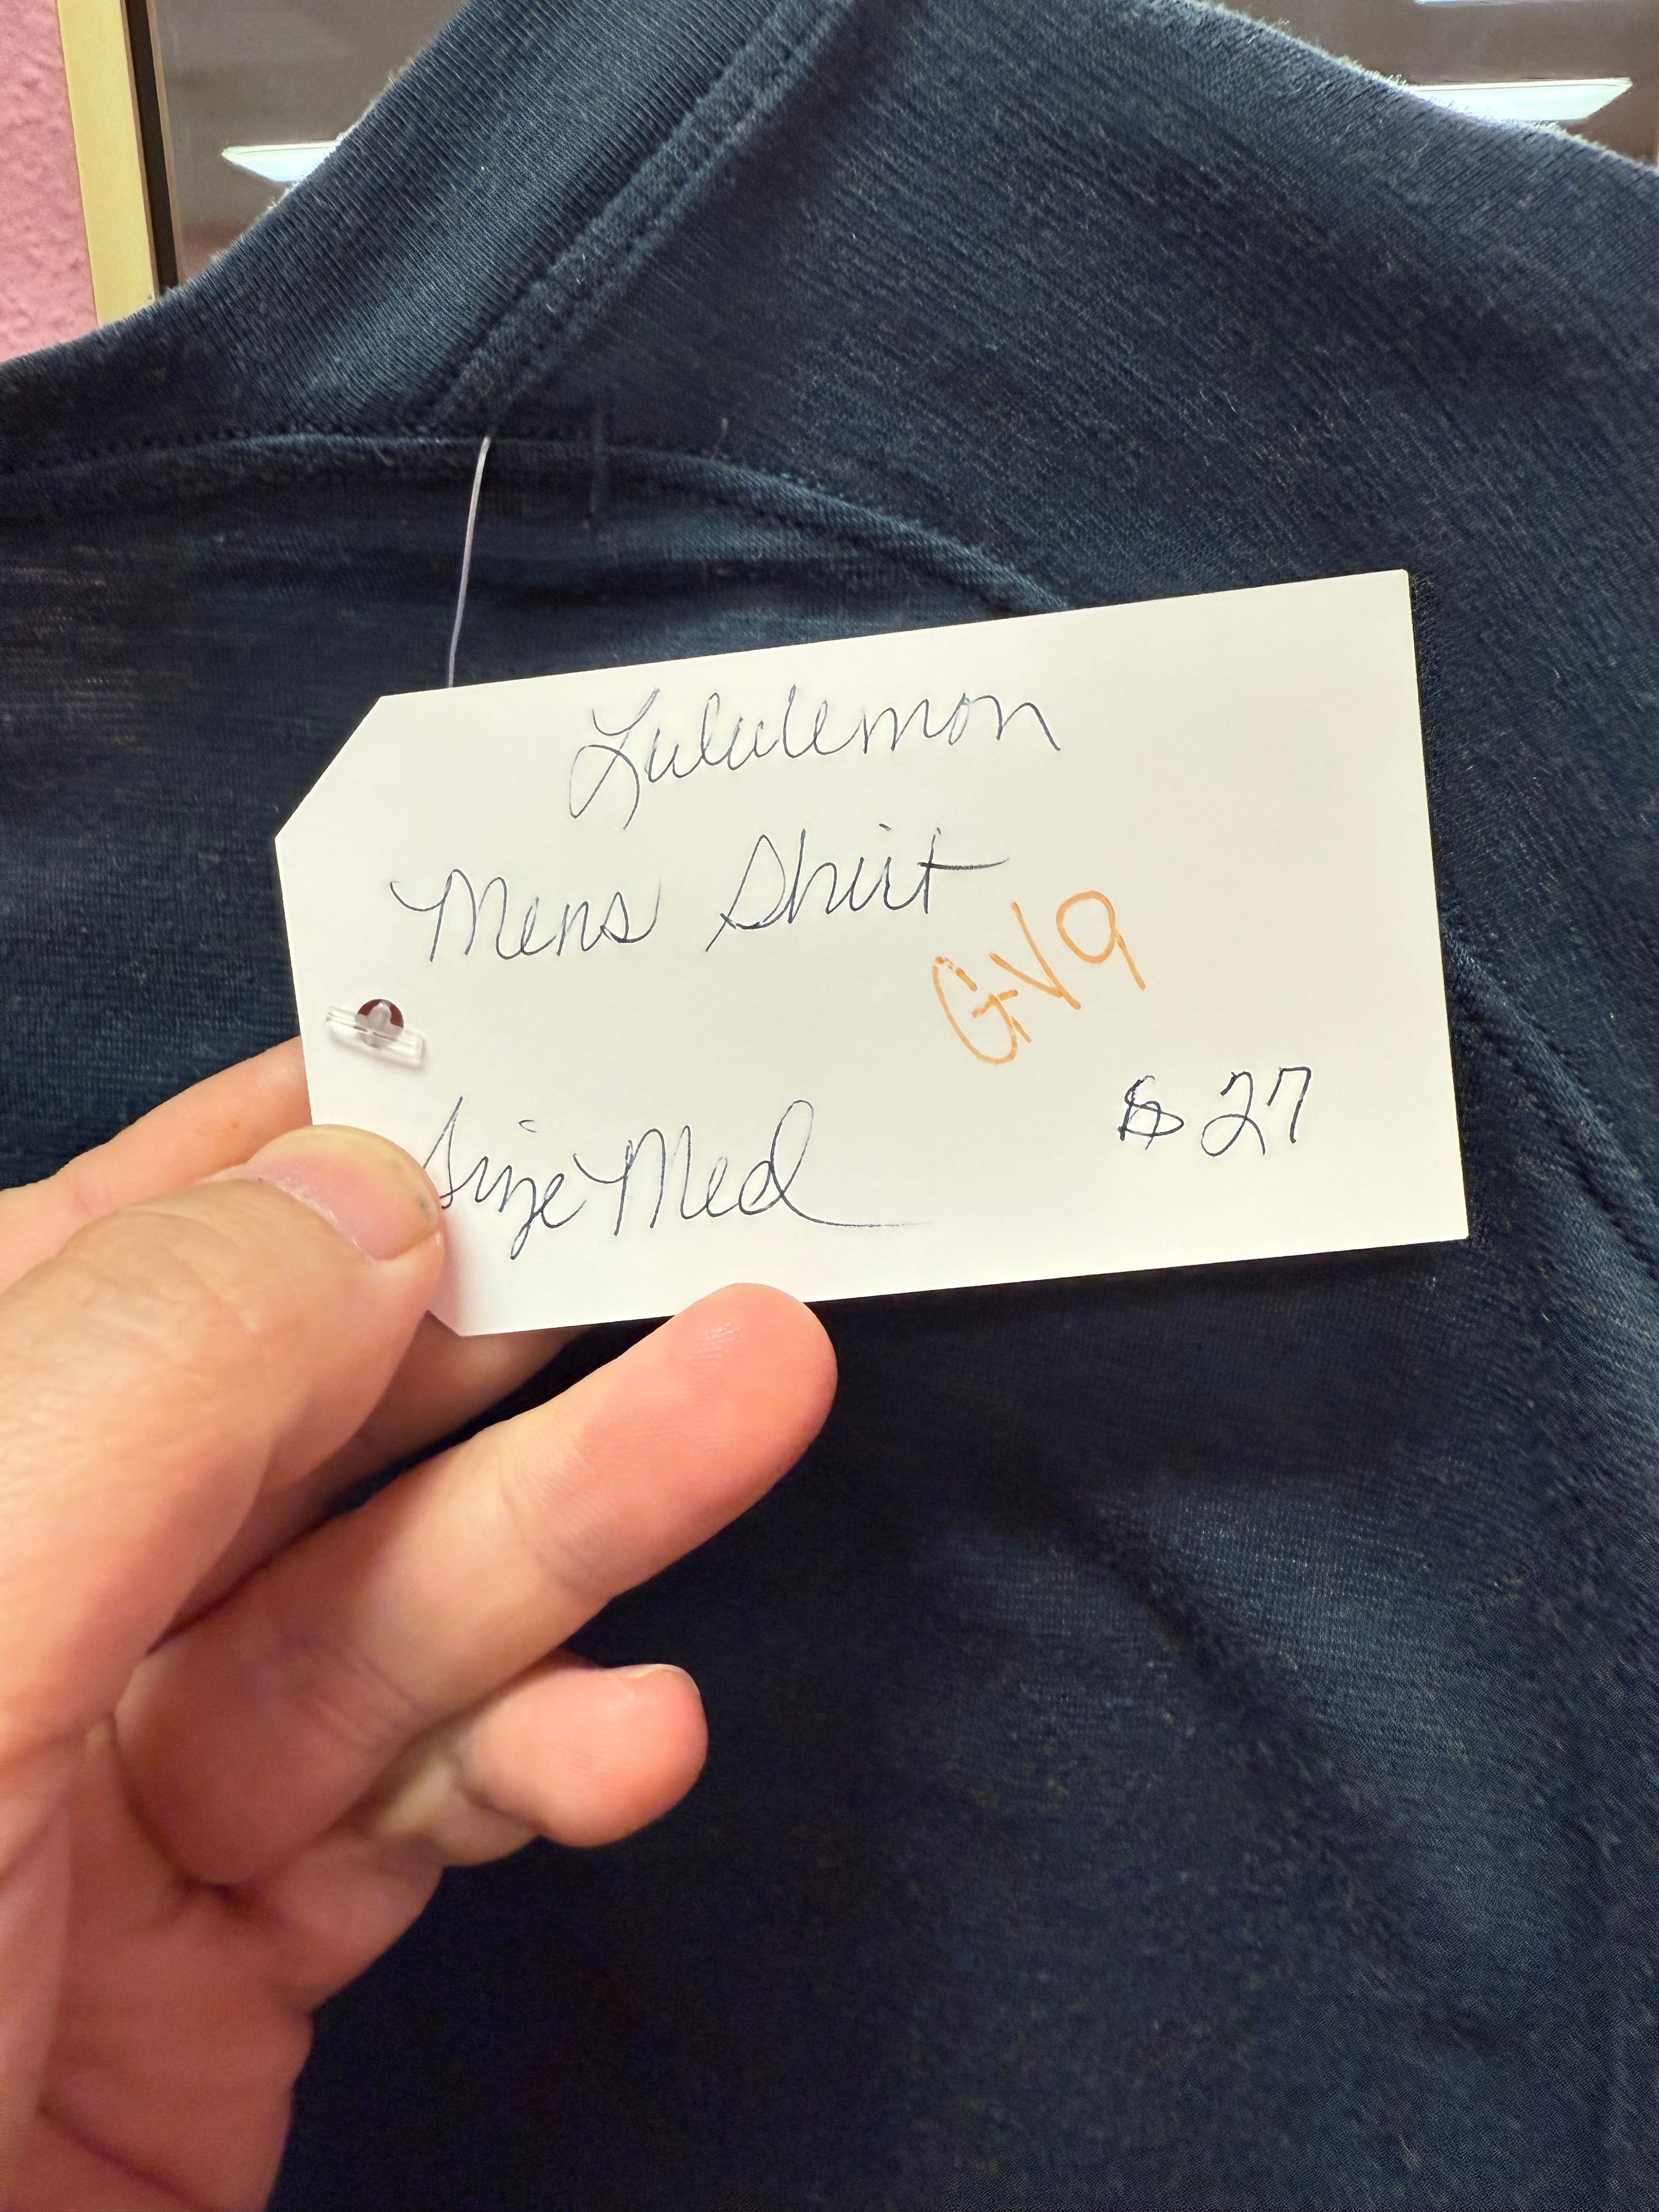 Lululemon
Mens Shirt
GV9
Size Med
$27